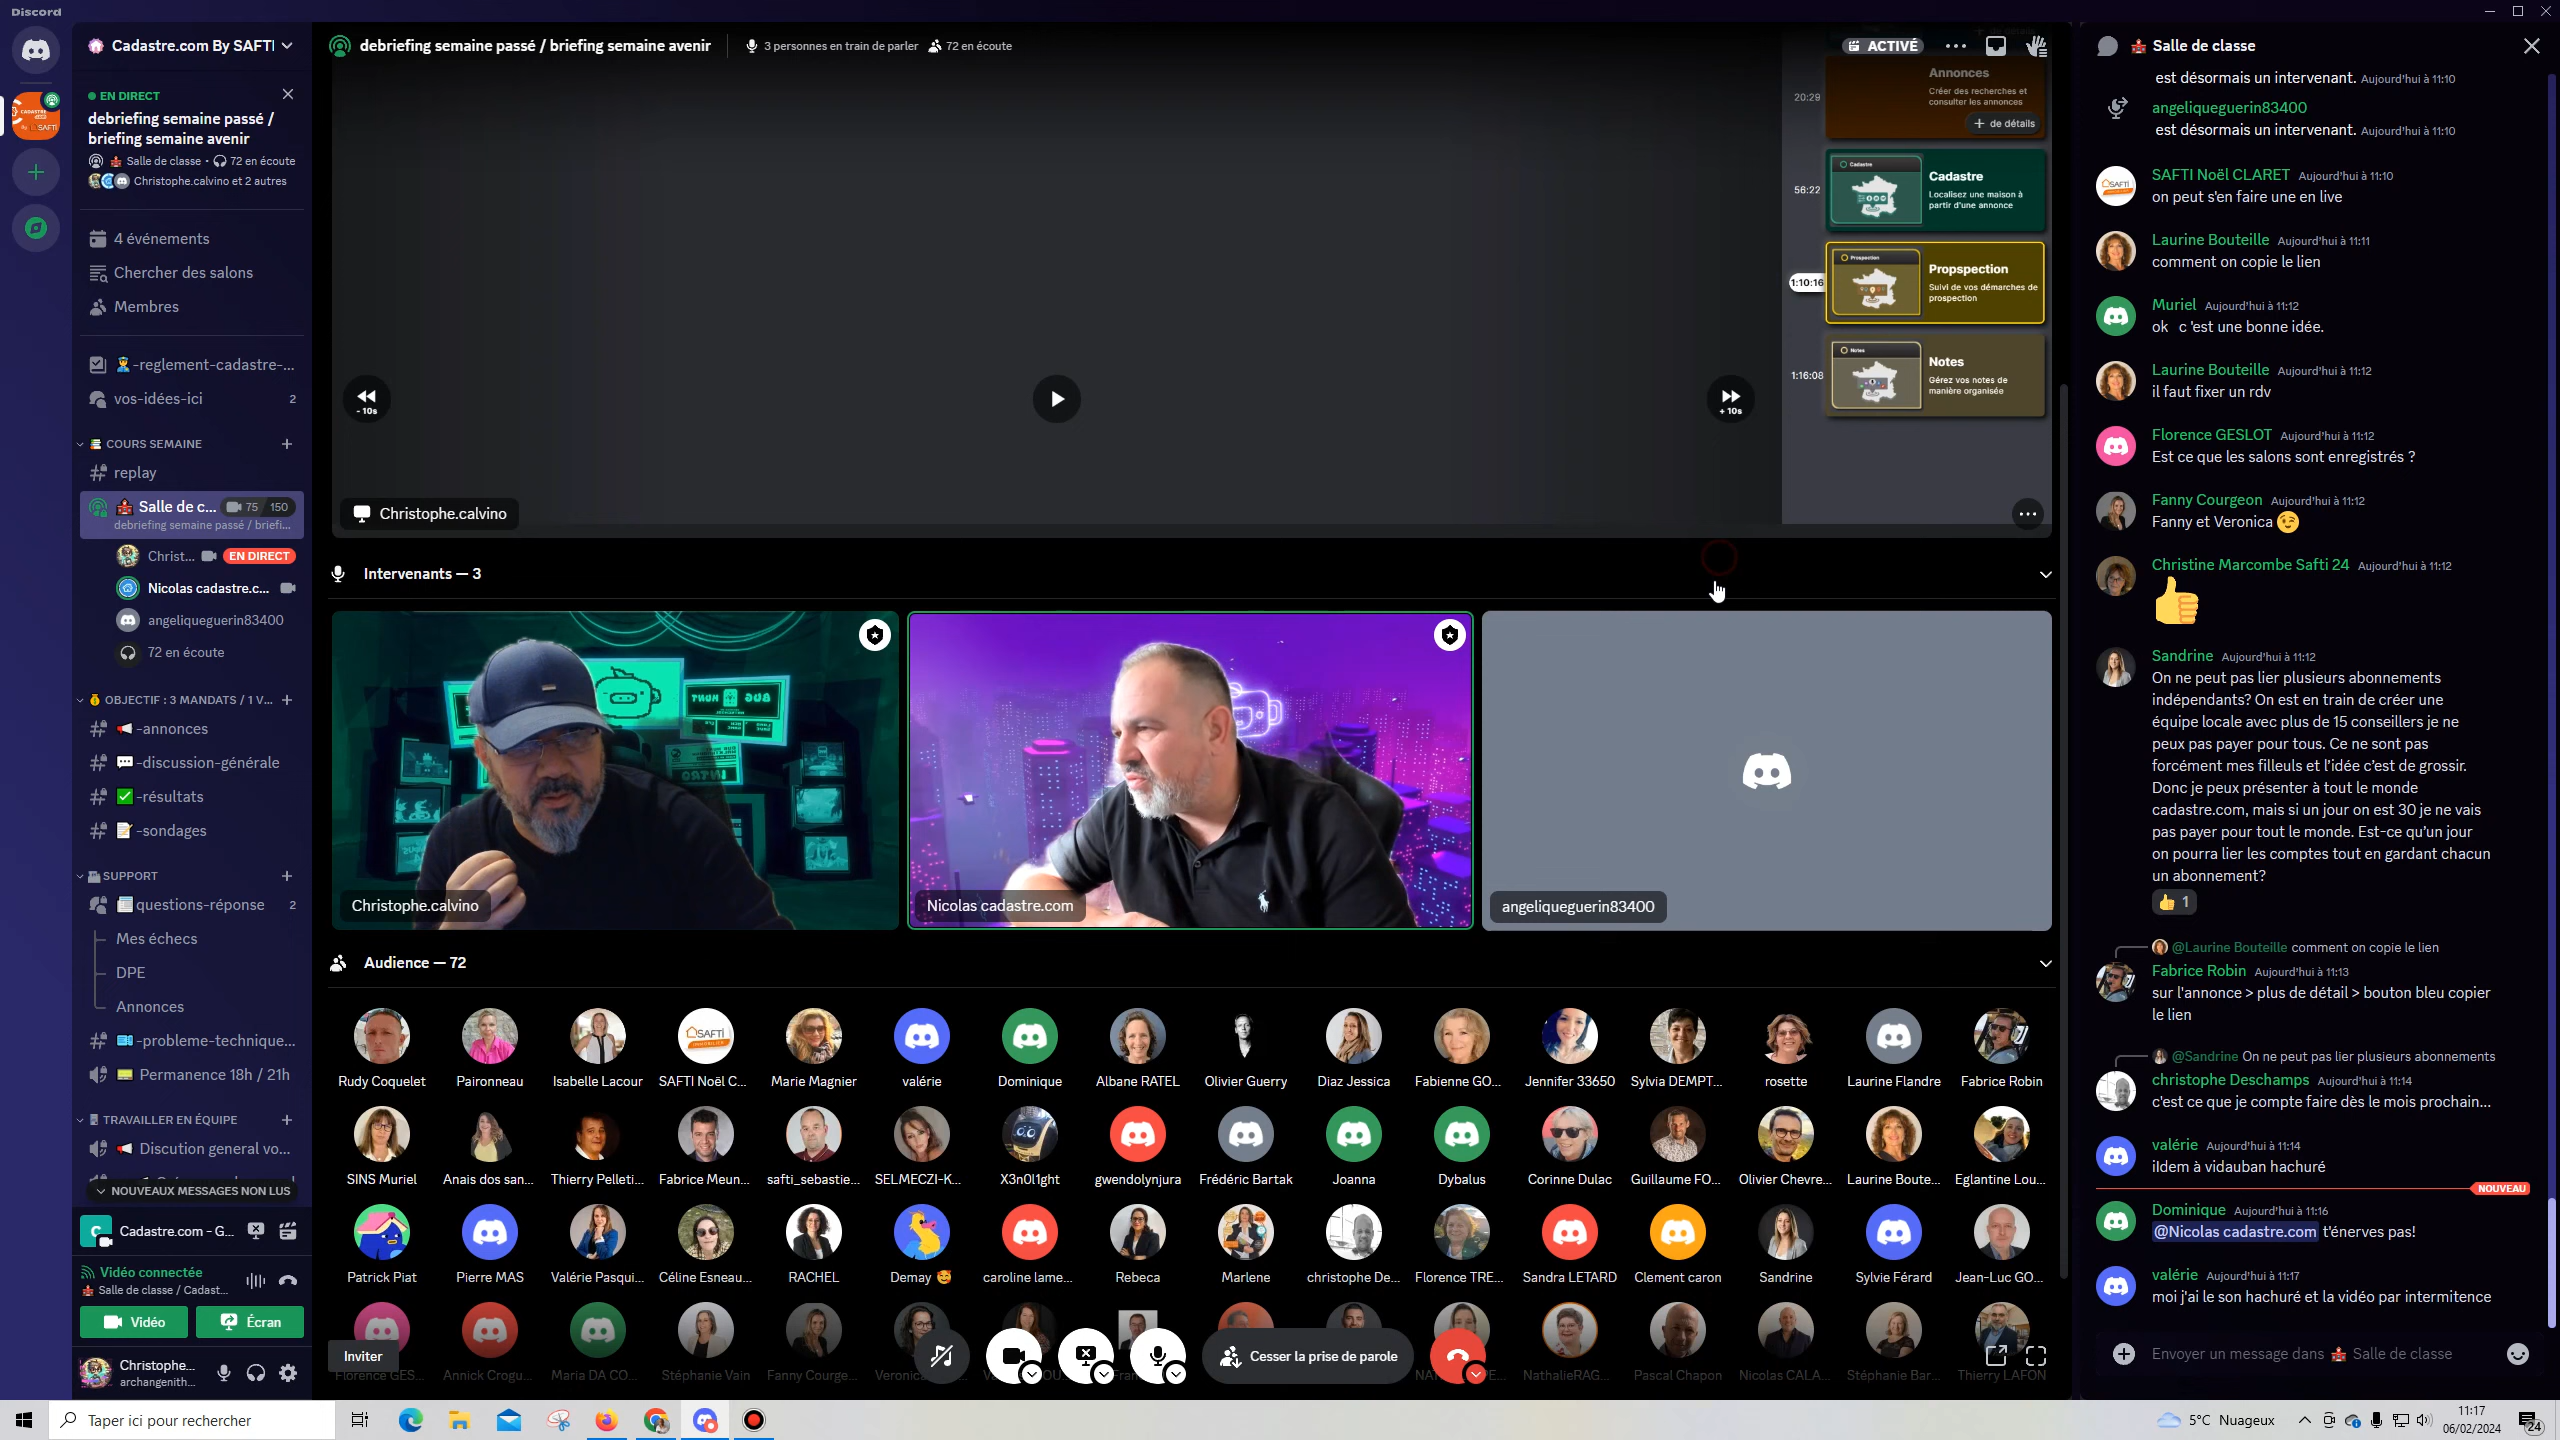 Discord
Cadastre.com By SAFTI
EN DIRECT
debriefing semaine passé /
briefing semaine avenir
Salle de classe • 72 en écoute
Christophe.calvino et 2 autres
4 événements
Chercher des salons
Membres
-reglement-cadastre-...
vos-idées-ici 2
COURS SEMAINE
replay
Salle de c... 75 150
debriefing semaine passé / briefi...
Christ... EN DIRECT
Nicolas cadastre.c...
angeliqueguerin83400
72 en écoute
OBJECTIF : 3 MANDATS / 1 V...
-annonces
-discussion-générale
-résultats
-sondages
SUPPORT
questions-réponse 2
Mes échecs
DPE
Annonces
-probleme-technique...
Permanence 18h / 21h
TRAVAILLER EN ÉQUIPE
Discution general vo...
NOUVEAUX MESSAGES NON LUS
Cadastre.com - G...
Vidéo connectée
Salle de classe / Cadast...
Vidéo Écran
Christophe...
archangenith...
debriefing semaine passé / briefing semaine avenir 3 personnes en train de parler 72 en écoute
ACTIVÉ
20:29
Annonces
Créer des recherches et
consulter les annonces
+ de détails
56:22
Cadastre
Cadastre
Localisez une maison à
partir d'une annonce
1:10:16
Prospection
Propspection
Suivi de vos démarches de
prospection
1:16:08
Notes
Notes
Gérez vos notes de
manière organisée
- 10s
+ 10s
Christophe.calvino
Intervenants — 3
Christophe.calvino
Nicolas cadastre.com
angeliqueguerin83400
Audience — 72
SAFTI
Rudy Coquelet Paironneau Isabelle Lacour SAFTI Noël C... Marie Magnier valérie Dominique Albane RATEL Olivier Guerry Diaz Jessica Fabienne GO... Jennifer 33650 Sylvia DEMPT... rosette Laurine Flandre Fabrice Robin
SINS Muriel Anais dos san... Thierry Pelleti... Fabrice Meun... safti_sebastie... SELMECZI-K... X3n0l1ght gwendolynjura Frédéric Bartak Joanna Dybalus Corinne Dulac Guillaume FO... Olivier Chevre... Laurine Boute... Eglantine Lou...
Patrick Piat Pierre MAS Valérie Pasqui... Céline Esneau... RACHEL Demay caroline lame... Rebeca Marlene christophe De... Florence TRE... Sandra LETARD Clement caron Sandrine Sylvie Férard Jean-Luc GO...
Inviter
Florence GES... Annick Crogu... Maria DA CO... Stéphanie Vain Fanny Courge... NathalieRAG... Pascal Chapon Nicolas CALA... Stéphanie Bar... Thierry LAFON
Cesser la prise de parole
Salle de classe
est désormais un intervenant. Aujourd'hui à 11:10
angeliqueguerin83400
est désormais un intervenant. Aujourd'hui à 11:10
SAFTI Noël CLARET Aujourd'hui à 11:10
on peut s'en faire une en live
Laurine Bouteille Aujourd'hui à 11:11
comment on copie le lien
Muriel Aujourd'hui à 11:12
ok c 'est une bonne idée.
Laurine Bouteille Aujourd'hui à 11:12
il faut fixer un rdv
Florence GESLOT Aujourd'hui à 11:12
Est ce que les salons sont enregistrés ?
Fanny Courgeon Aujourd'hui à 11:12
Fanny et Veronica 😉
Christine Marcombe Safti 24 Aujourd'hui à 11:12
👍
Sandrine Aujourd'hui à 11:12
On ne peut pas lier plusieurs abonnements
indépendants? On est en train de créer une
équipe locale avec plus de 15 conseillers je ne
peux pas payer pour tous. Ce ne sont pas
forcément mes filleuls et l'idée c'est de grossir.
Donc je peux présenter à tout le monde
cadastre.com, mais si un jour on est 30 je ne vais
pas payer pour tout le monde. Est-ce qu'un jour
on pourra lier les comptes tout en gardant chacun
un abonnement?
👍 1
@Laurine Bouteille comment on copie le lien
Fabrice Robin Aujourd'hui à 11:13
sur l'annonce > plus de détail > bouton bleu copier
le lien
@Sandrine On ne peut pas lier plusieurs abonnements
christophe Deschamps Aujourd'hui à 11:14
c'est ce que je compte faire dès le mois prochain...
valérie Aujourd'hui à 11:14
iIdem à vidauban hachuré
NOUVEAU
Dominique Aujourd'hui à 11:16
@Nicolas cadastre.com t'énerves pas!
valérie Aujourd'hui à 11:17
moi j'ai le son hachuré et la vidéo par intermitence
Envoyer un message dans Salle de classe
Taper ici pour rechercher
5°C Nuageux
11:17
06/02/2024
24